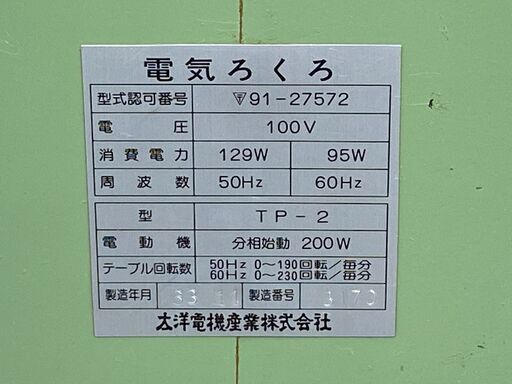 電気ろくろ
型式認可番号 91-27572
電圧 100V
消費電力 129W 95W
周波数 50Hz 60Hz
型 TP-2
電動機 分相始動 200W
テーブル回転数 50Hz 0〜190回転/毎分
60Hz 0〜230回転/毎分
製造年月 製造番号
太洋電機産業株式会社